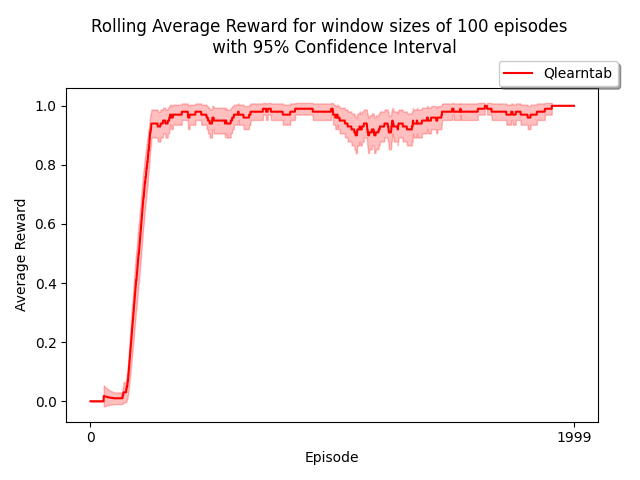 Rolling Average Reward for window sizes of 100 episodes
with 95% Confidence Interval
Qlearntab
1.0
0.8
0.6
0.4
0.2
0.0
Average Reward
0 1999
Episode